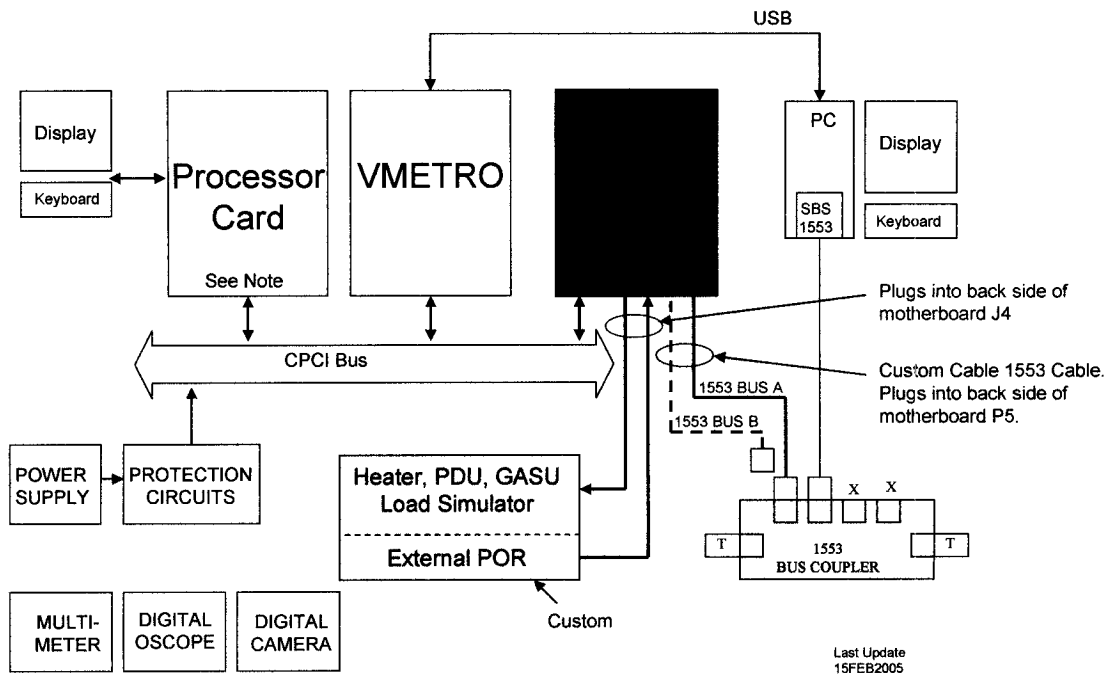 USB
Display
Keyboard
Processor
Card
See Note
VMETRO
PC
SBS
1553
Display
Keyboard
Plugs into back side of
motherboard J4
CPCI Bus
Custom Cable 1553 Cable.
Plugs into back side of
motherboard P5.
1553 BUS A
1553 BUS B
POWER
SUPPLY
PROTECTION
CIRCUITS
Heater, PDU, GASU
Load Simulator
External POR
X X
T
1553
BUS COUPLER
T
Custom
MULTI-
METER
DIGITAL
OSCOPE
DIGITAL
CAMERA
Last Update
15FEB2005